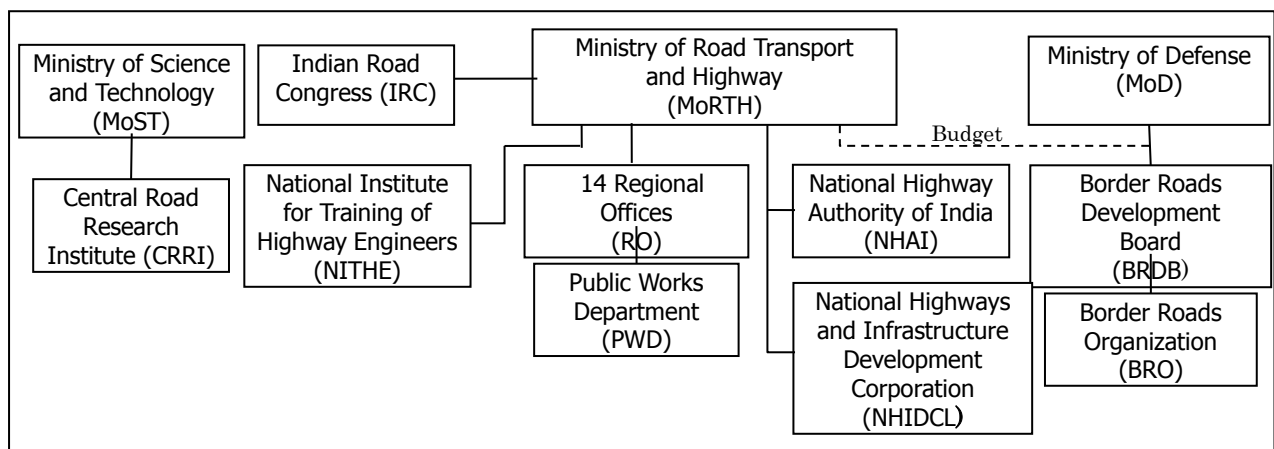 Ministry of Science
and Technology
(MoST)
Indian Road
Congress (IRC)
Ministry of Road Transport
and Highway
(MoRTH)
Ministry of Defense
(MoD)
Budget
Central Road
Research
Institute (CRRI)
National Institute
for Training of
Highway Engineers
(NITHE)
14 Regional
Offices
(RO)
National Highway
Authority of India
(NHAI)
Border Roads
Development
Board
(BRDB)
Public Works
Department
(PWD)
National Highways
and Infrastructure
Development
Corporation
(NHIDCL)
Border Roads
Organization
(BRO)